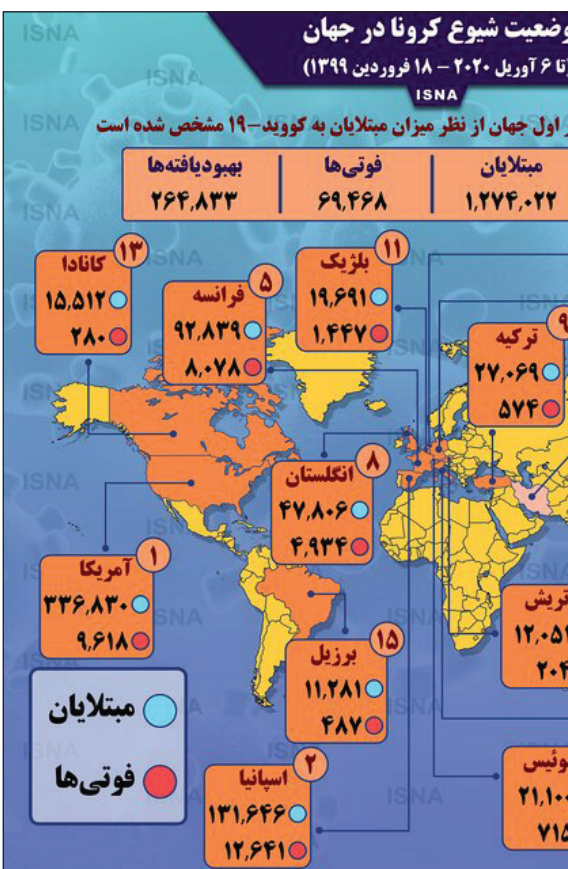 وضعیت شیوع کرونا در جهان
(تا ۶ آوریل ۲۰۲۰ – ۱۸ فروردین ۱۳۹۹)
ISNA
اول جهان از نظر میزان مبتلایان به کووید–۱۹ مشخص شده است
مبتلایان فوتی‌ها بهبودیافته‌ها
۱,۲۷۴,۰۲۲ ۶۹,۴۶۸ ۲۶۴,۸۳۳
۱۱
بلژیک
۱۹,۶۹۱
۱,۴۴۷
۱۳
کانادا
۱۵,۵۱۲
۲۸۰
۵
فرانسه
۹۲,۸۳۹
۸,۰۷۸
۹
ترکیه
۲۷,۰۶۹
۵۷۴
۸
انگلستان
۴۷,۸۰۶
۴,۹۳۴
۱
آمریکا
۳۳۶,۸۳۰
۹,۶۱۸
۱۵
برزیل
۱۱,۲۸۱
۴۸۷
۲
اسپانیا
۱۳۱,۶۴۶
۱۲,۶۴۱
مبتلایان
فوتی‌ها